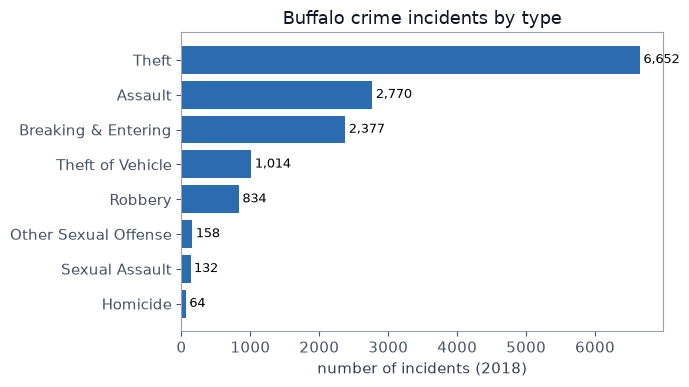 Buffalo crime incidents by type
Theft 6,652
Assault 2,770
Breaking & Entering 2,377
Theft of Vehicle 1,014
Robbery 834
Other Sexual Offense 158
Sexual Assault 132
Homicide 64
0 1000 2000 3000 4000 5000 6000
number of incidents (2018)